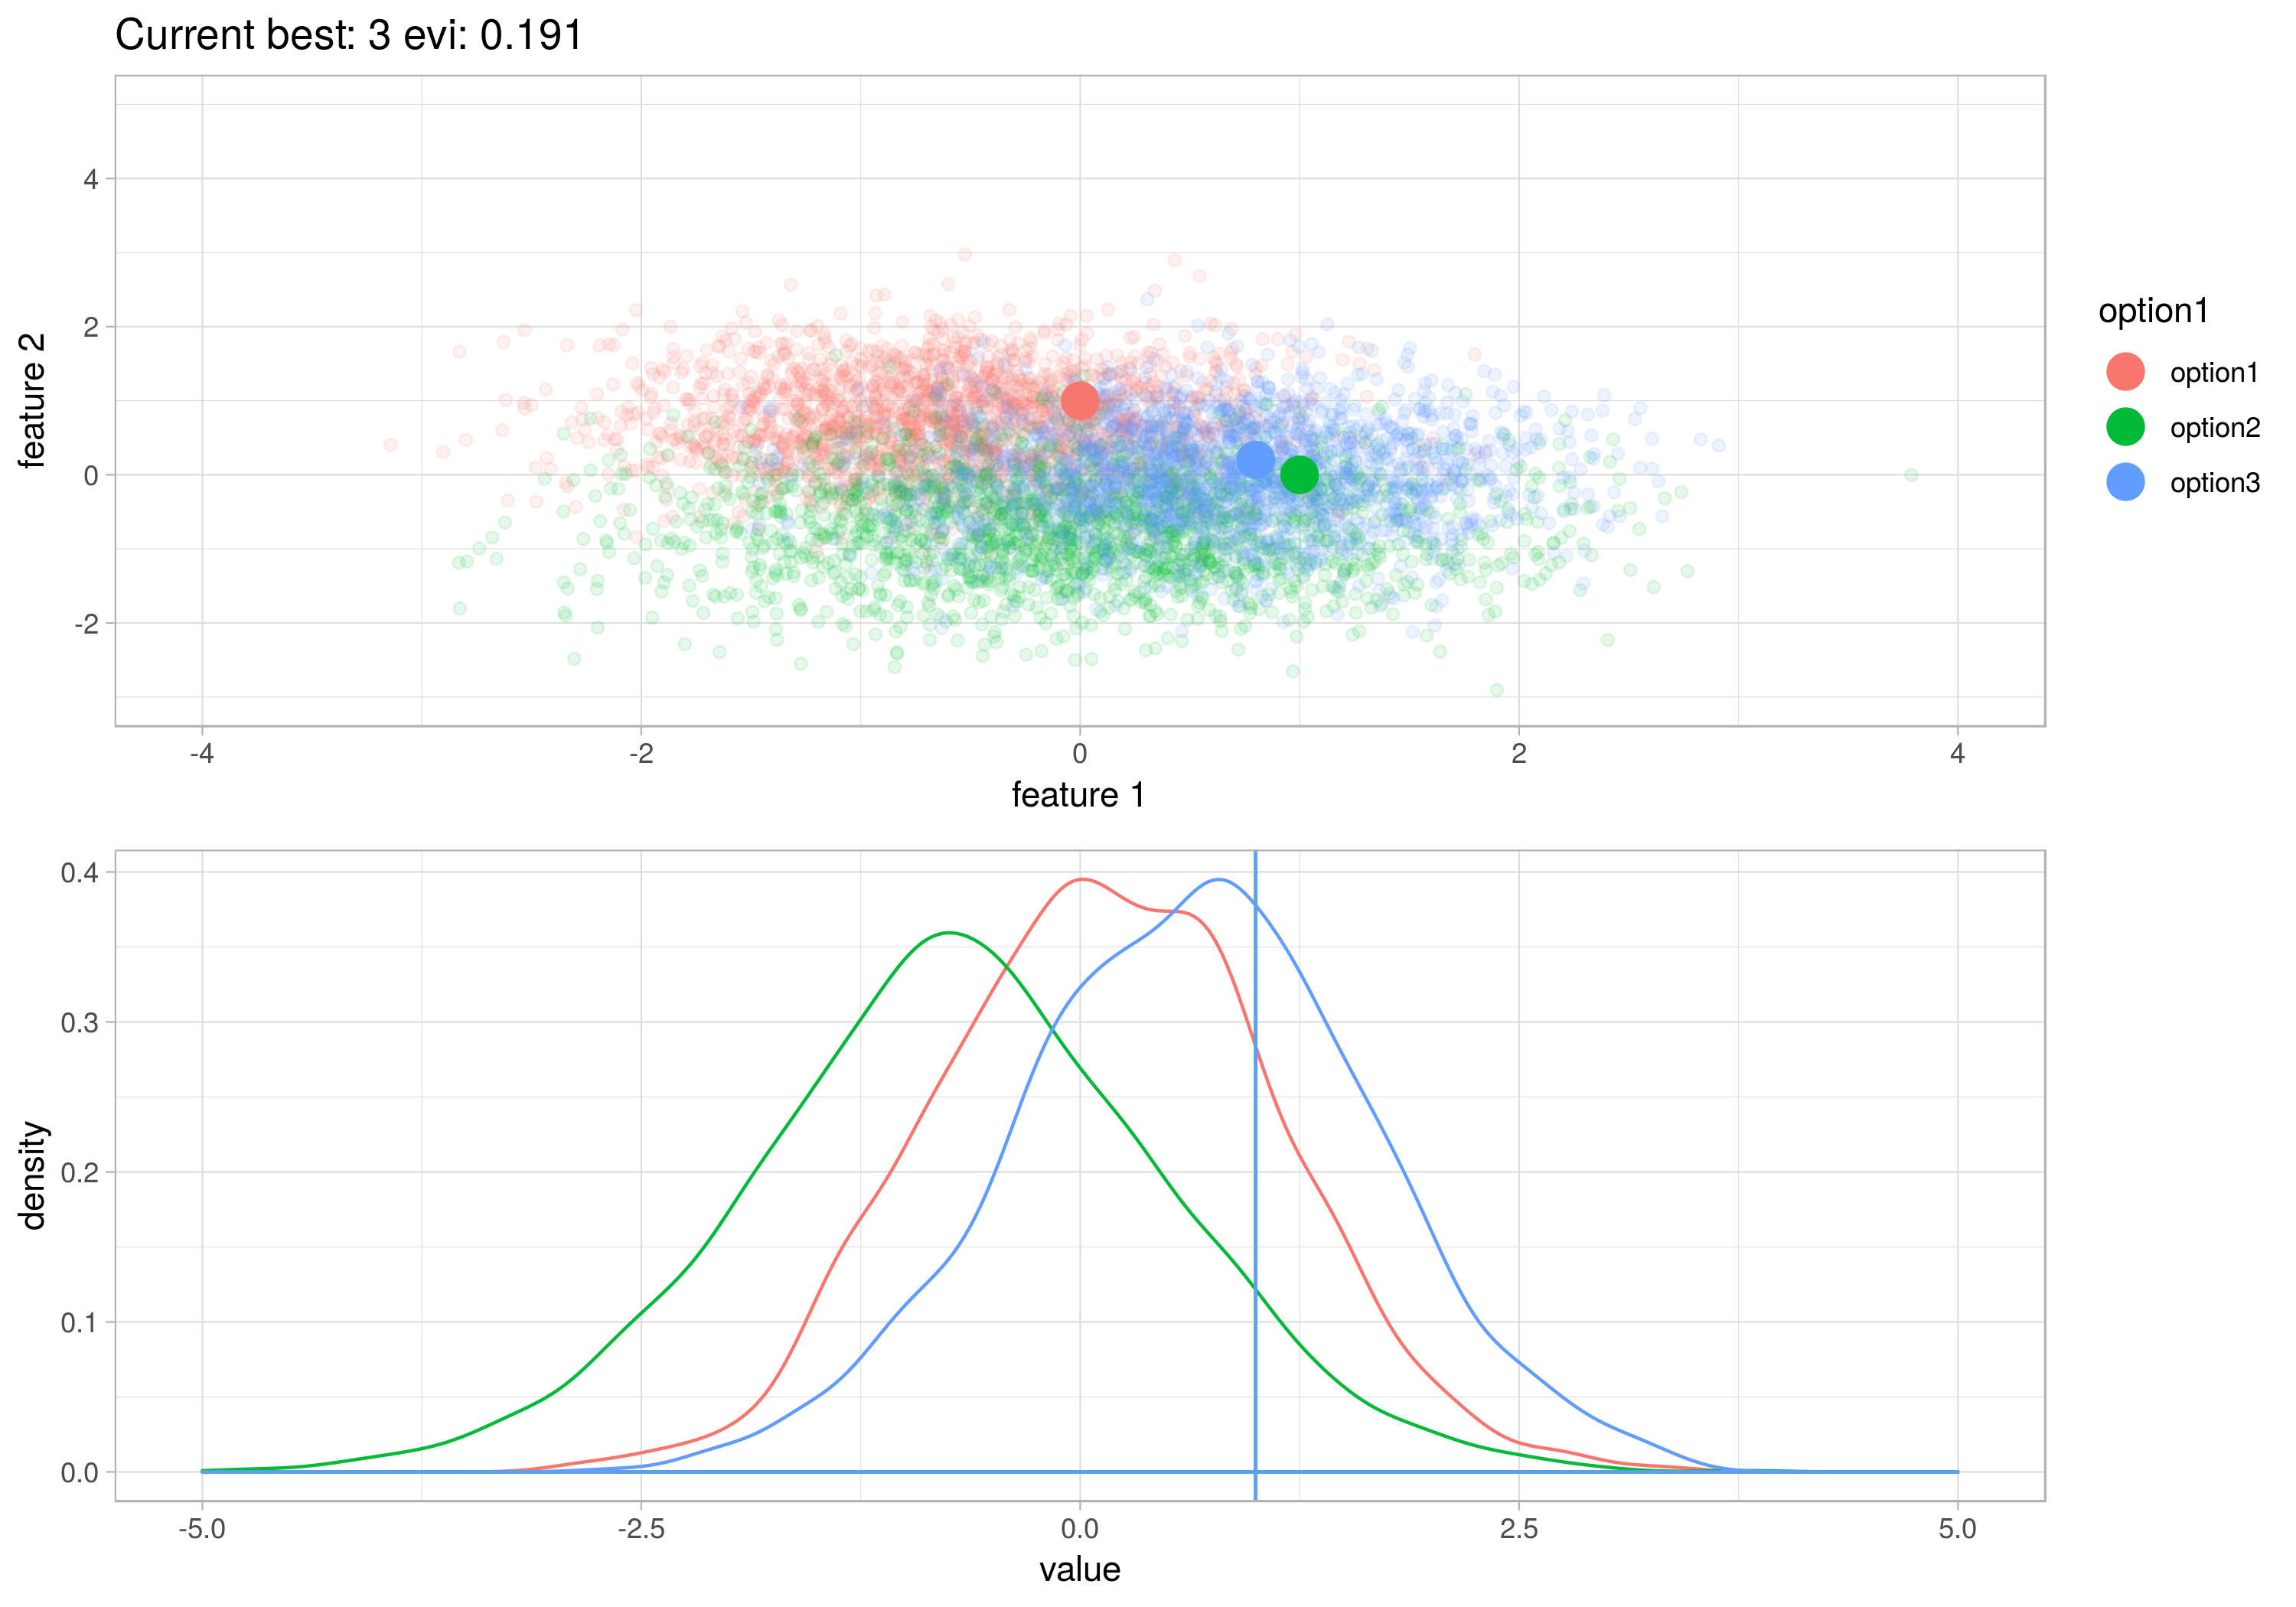 Current best: 3 evi: 0.191
feature 2
4
2
0
-2
-4 -2 0 2 4
feature 1
option1
option1
option2
option3
density
0.4
0.3
0.2
0.1
0.0
-5.0 -2.5 0.0 2.5 5.0
value